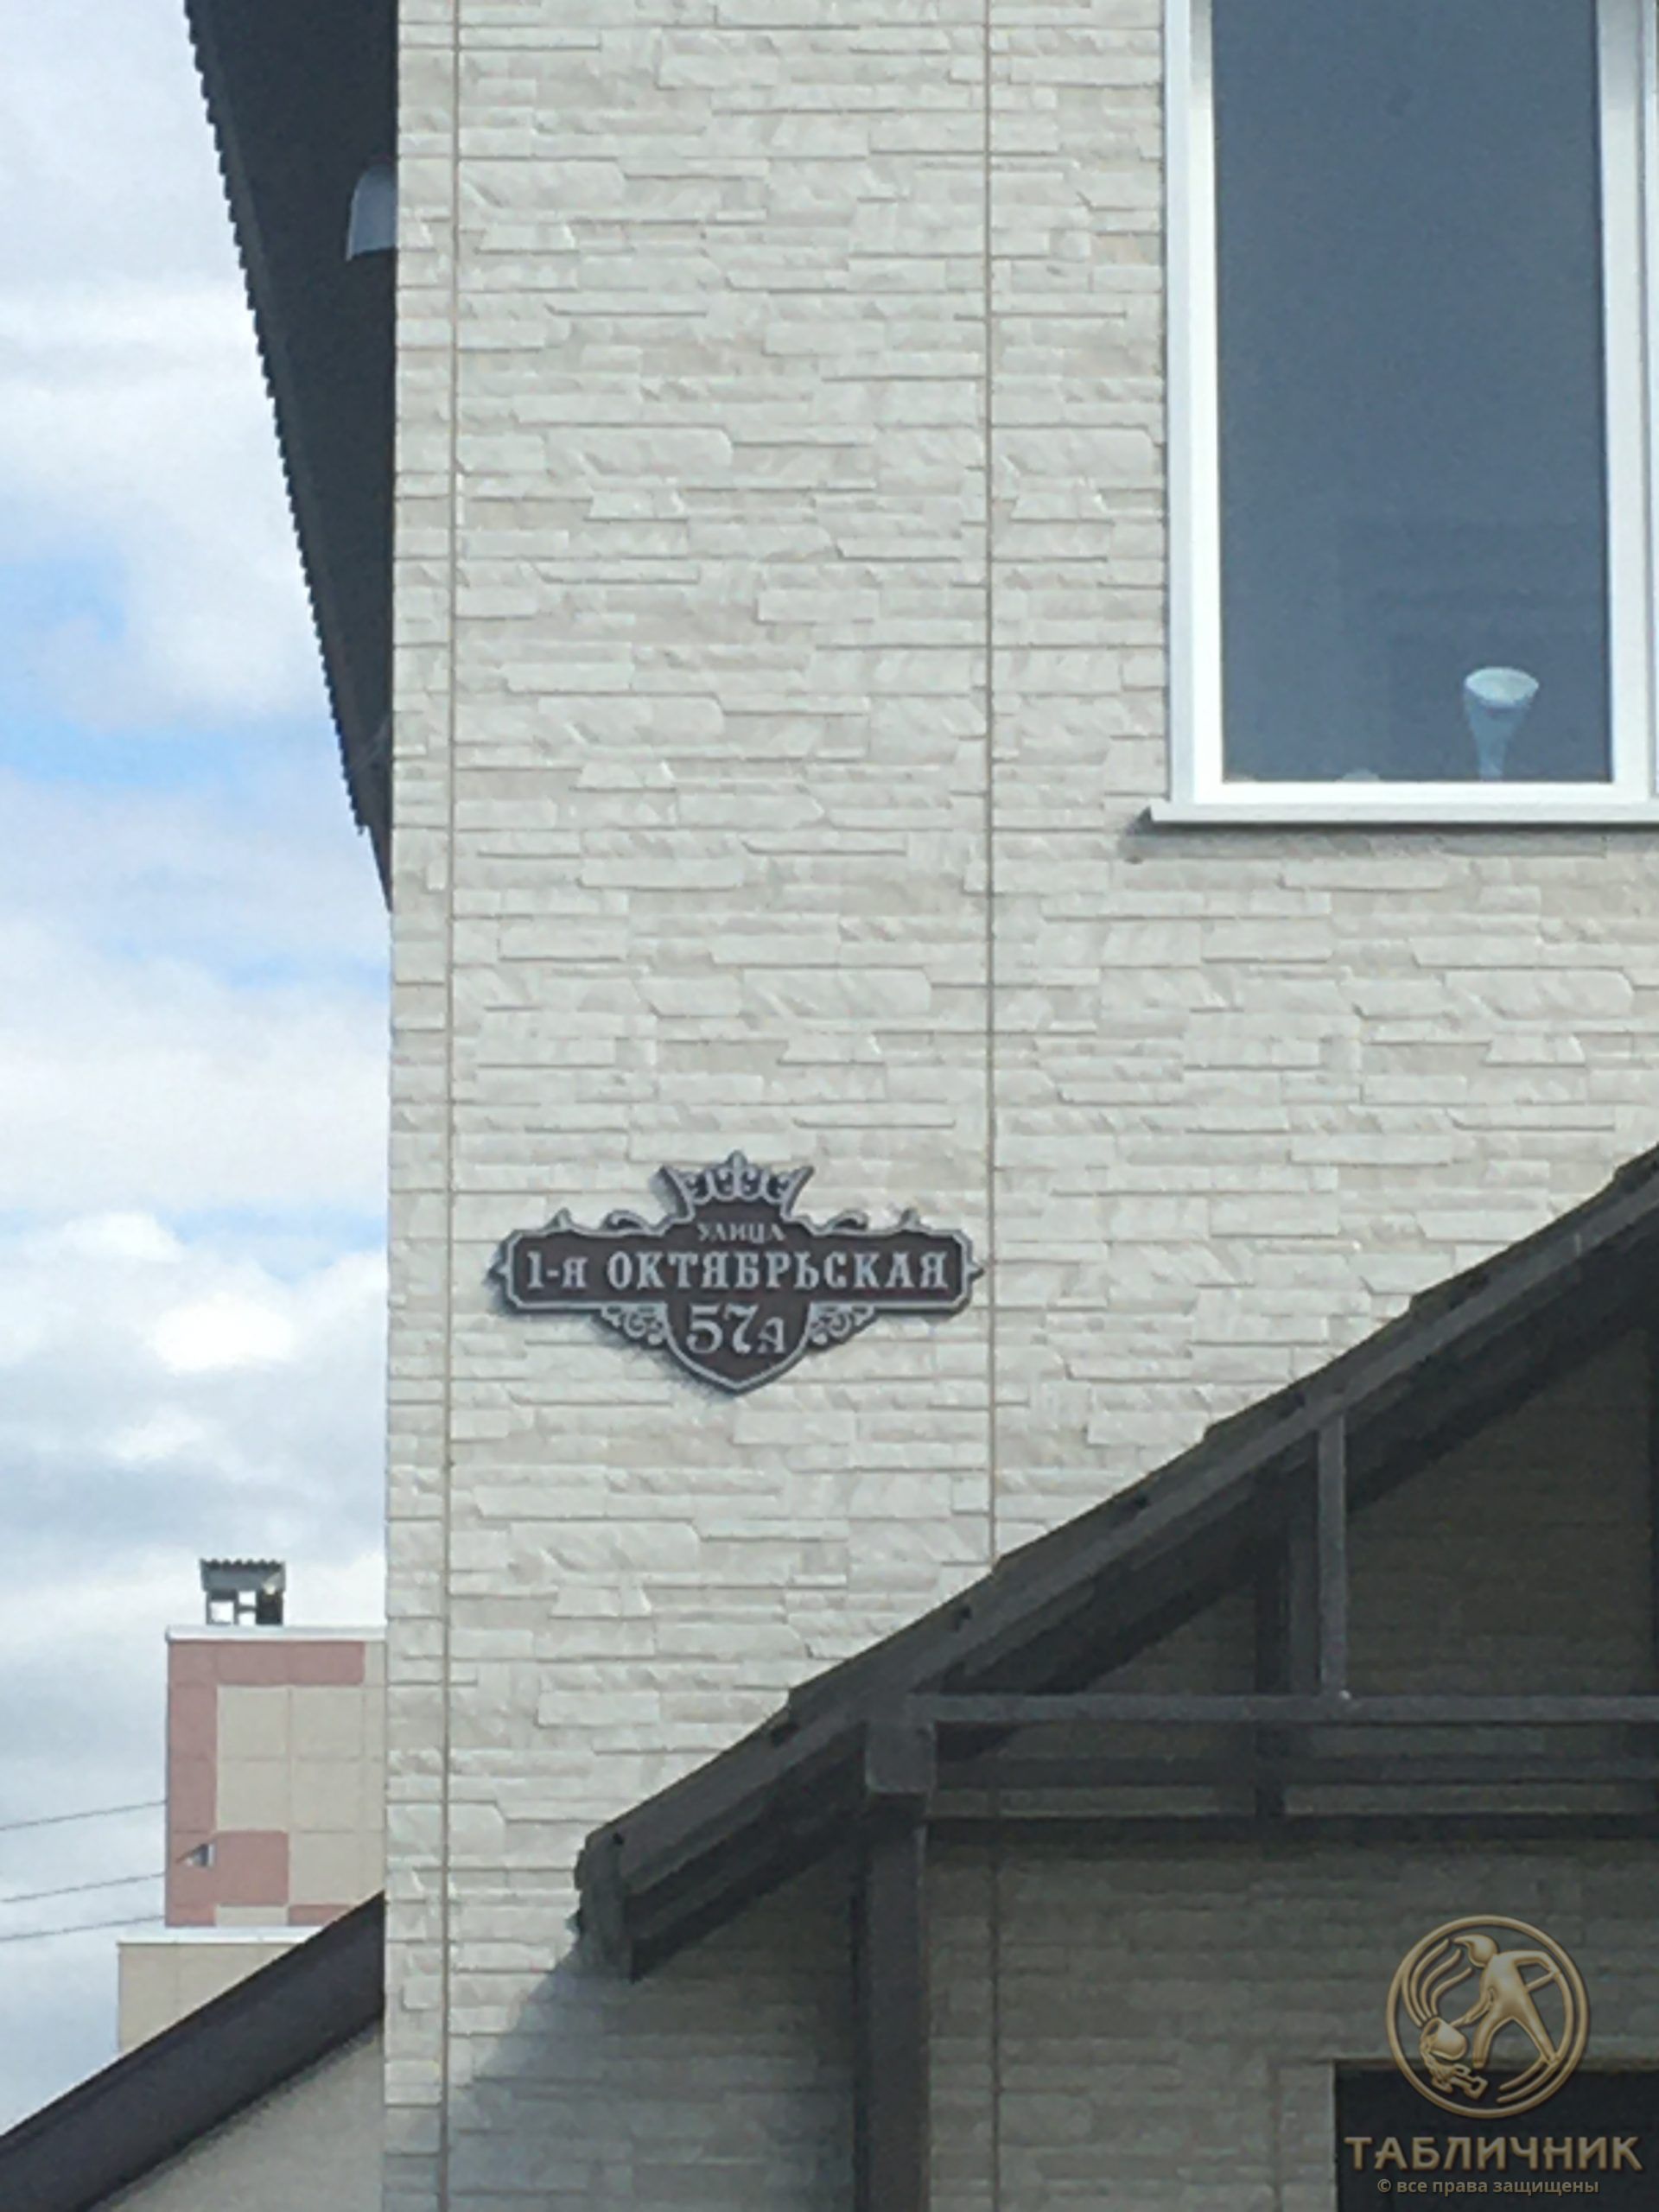 УЛИЦА
1-я ОКТЯБРЬСКАЯ
57А
ТАБЛИЧНИК
© все права защищены